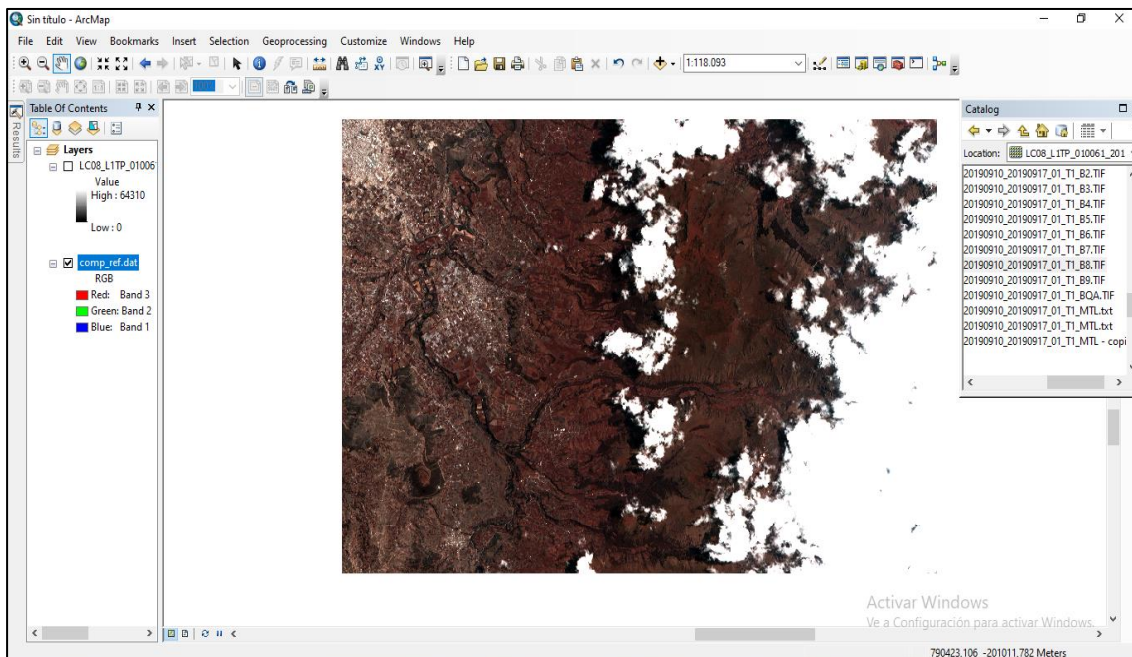 Sin título - ArcMap
File Edit View Bookmarks Insert Selection Geoprocessing Customize Windows Help
1:118.093
Table Of Contents
Results
Layers
LC08_L1TP_01006
Value
High : 64310
Low : 0
comp_ref.dat
RGB
Red: Band 3
Green: Band 2
Blue: Band 1
Catalog
Location: LC08_L1TP_010061_201
20190910_20190917_01_T1_B2.TIF
20190910_20190917_01_T1_B3.TIF
20190910_20190917_01_T1_B4.TIF
20190910_20190917_01_T1_B5.TIF
20190910_20190917_01_T1_B6.TIF
20190910_20190917_01_T1_B7.TIF
20190910_20190917_01_T1_B8.TIF
20190910_20190917_01_T1_B9.TIF
20190910_20190917_01_T1_BQA.TIF
20190910_20190917_01_T1_MTL.txt
20190910_20190917_01_T1_MTL.txt
20190910_20190917_01_T1_MTL - copi
Activar Windows
Ve a Configuración para activar Windows.
790423,106 -201011,782 Meters